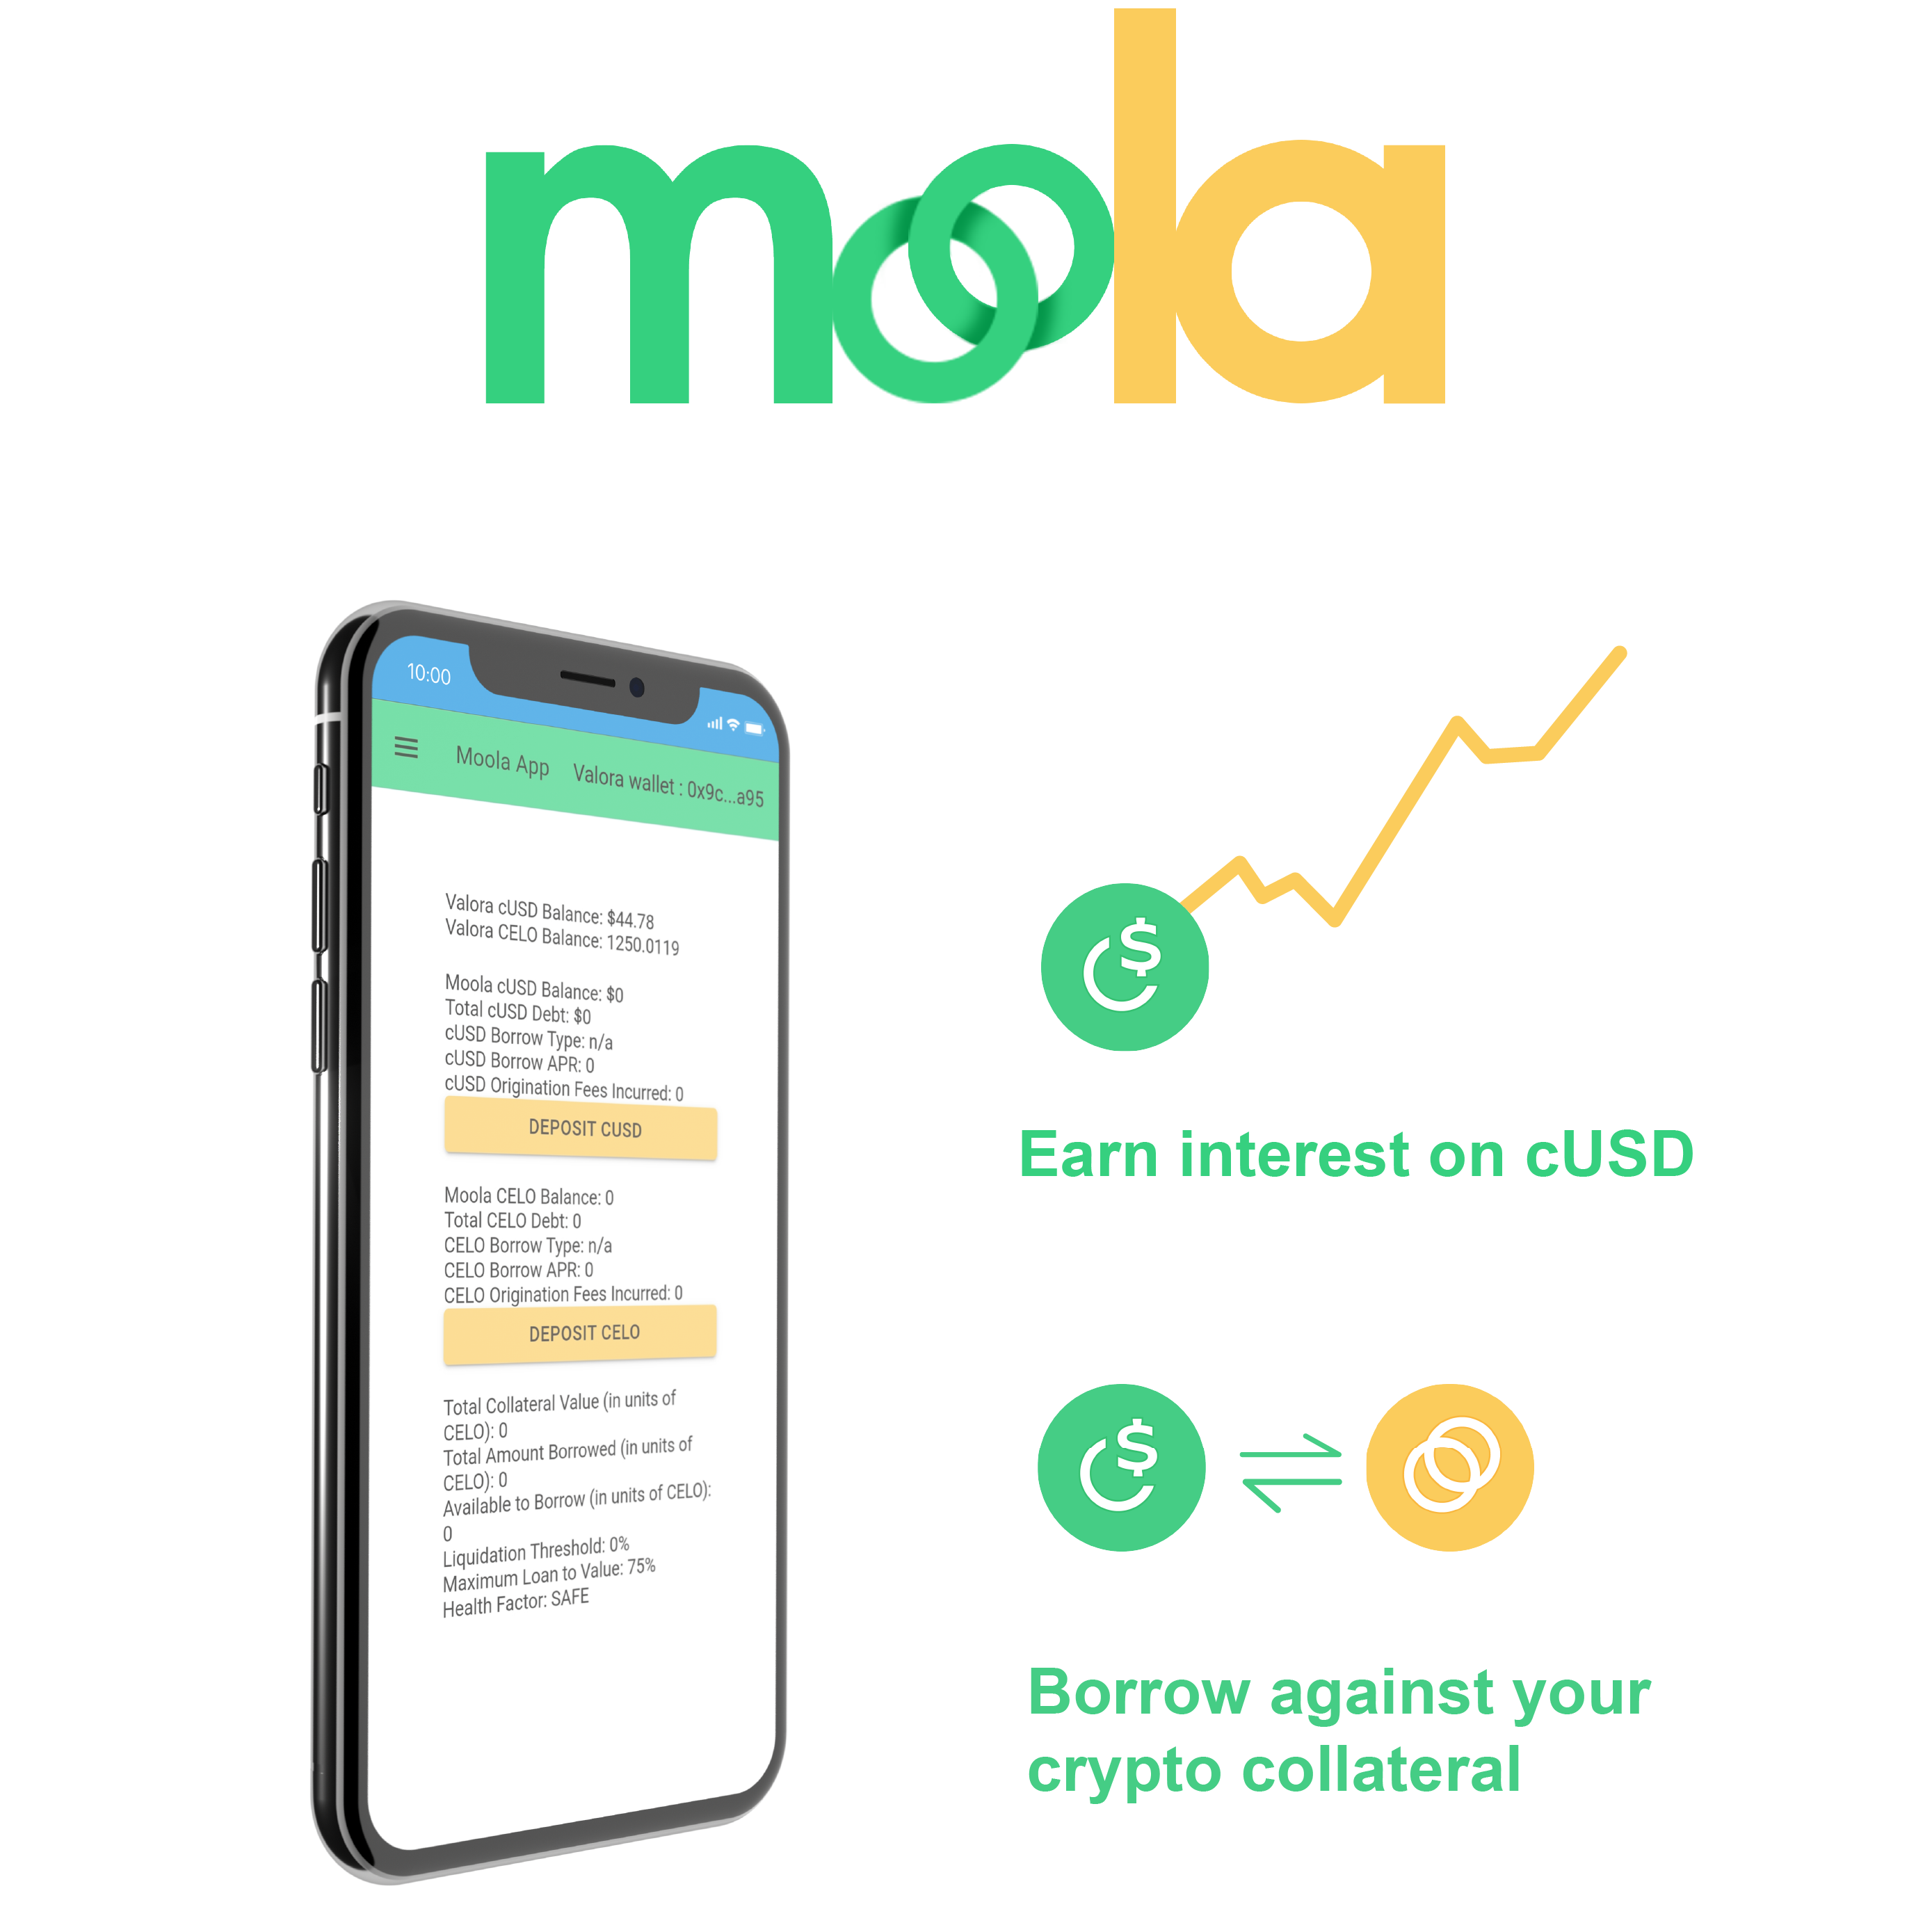 moola
10:00
Moola App Valora wallet : 0x9c...a95
Valora cUSD Balance: $44.78
Valora CELO Balance: 1250.0119
Moola cUSD Balance: $0
Total cUSD Debt: $0
cUSD Borrow Type: n/a
cUSD Borrow APR: 0
cUSD Origination Fees Incurred: 0
DEPOSIT CUSD
Moola CELO Balance: 0
Total CELO Debt: 0
CELO Borrow Type: n/a
CELO Borrow APR: 0
CELO Origination Fees Incurred: 0
DEPOSIT CELO
Total Collateral Value (in units of
CELO): 0
Total Amount Borrowed (in units of
CELO): 0
Available to Borrow (in units of CELO):
0
Liquidation Threshold: 0%
Maximum Loan to Value: 75%
Health Factor: SAFE
$
Earn interest on cUSD
$
Borrow against your
crypto collateral